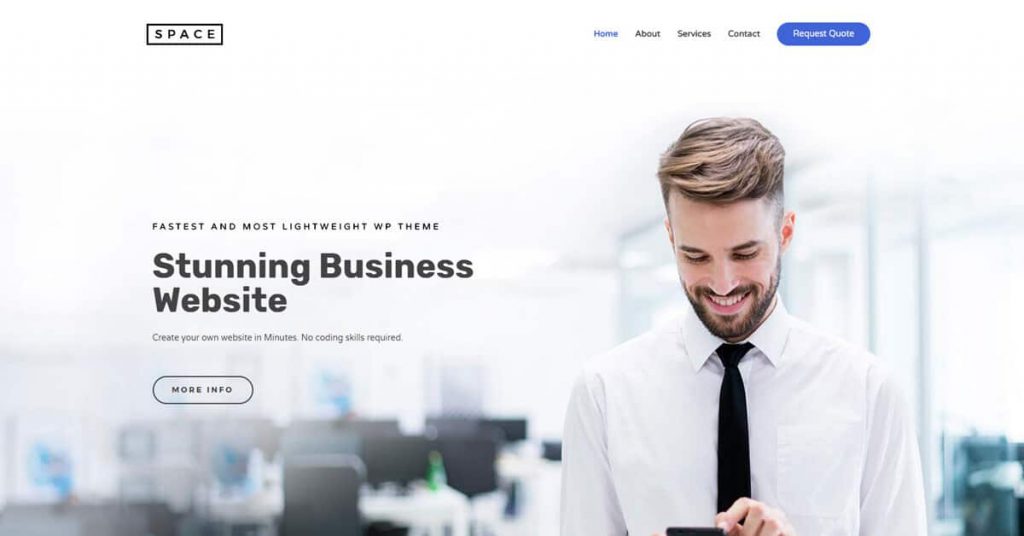 SPACE
Home About Services Contact Request Quote
FASTEST AND MOST LIGHTWEIGHT WP THEME
Stunning Business
Website
Create your own website in Minutes. No coding skills required.
MORE INFO